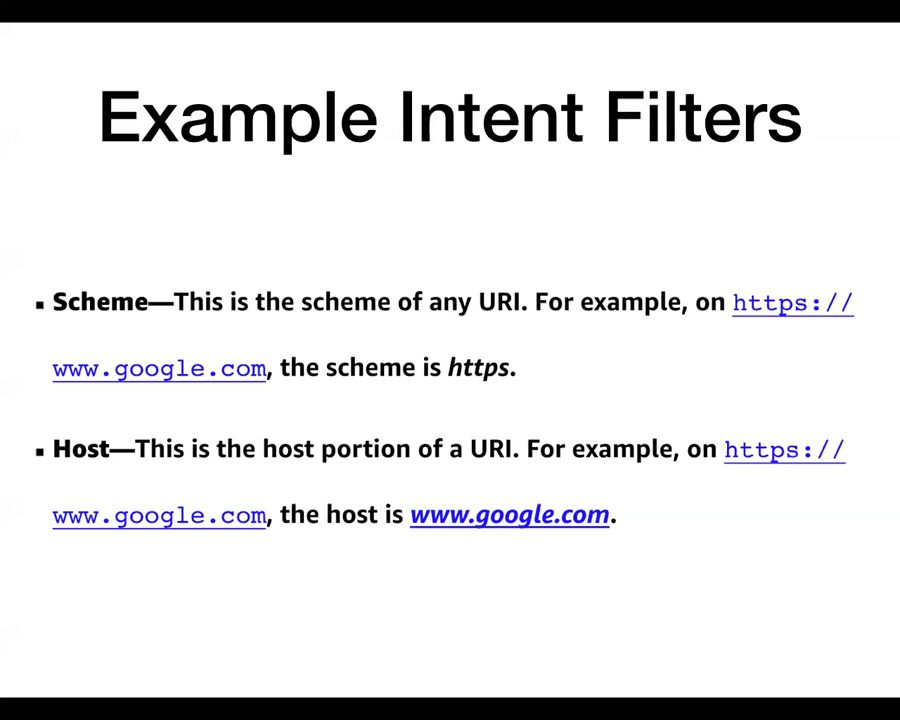 Example Intent Filters
▪ Scheme—This is the scheme of any URI. For example, on https://
www.google.com, the scheme is https.
▪ Host—This is the host portion of a URI. For example, on https://
www.google.com, the host is www.google.com.